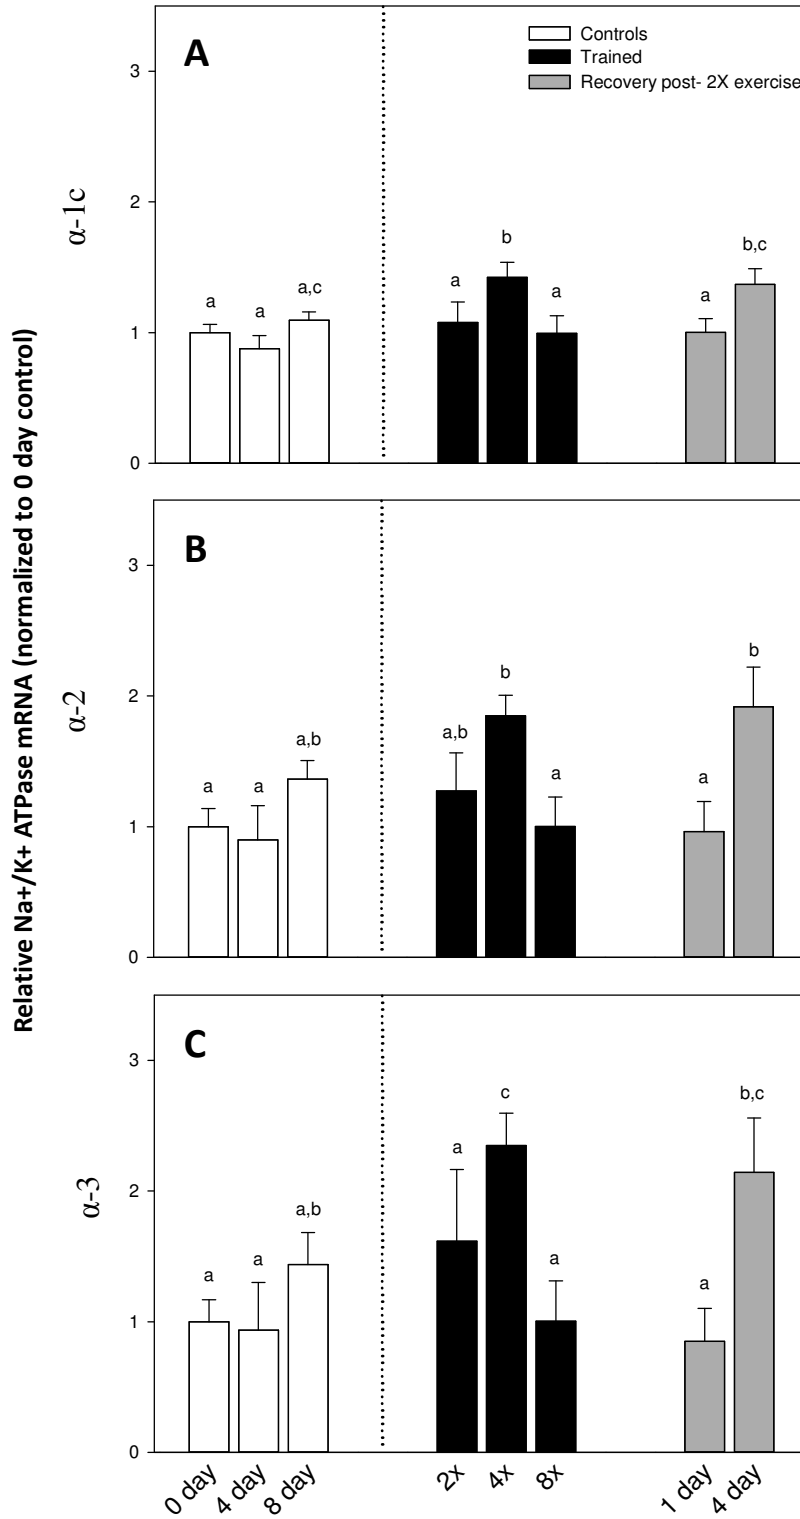 Relative Na+/K+ ATPase mRNA (normalized to 0 day control)
A
Controls
Trained
Recovery post- 2X exercise
α-1c
3
2
1
0
a
a
a,c
a
b
a
a
b,c
B
α-2
3
2
1
0
a
a
a,b
a,b
b
a
a
b
C
α-3
3
2
1
0
a
a
a,b
a
c
a
a
b,c
0 day
4 day
8 day
2x
4x
8x
1 day
4 day